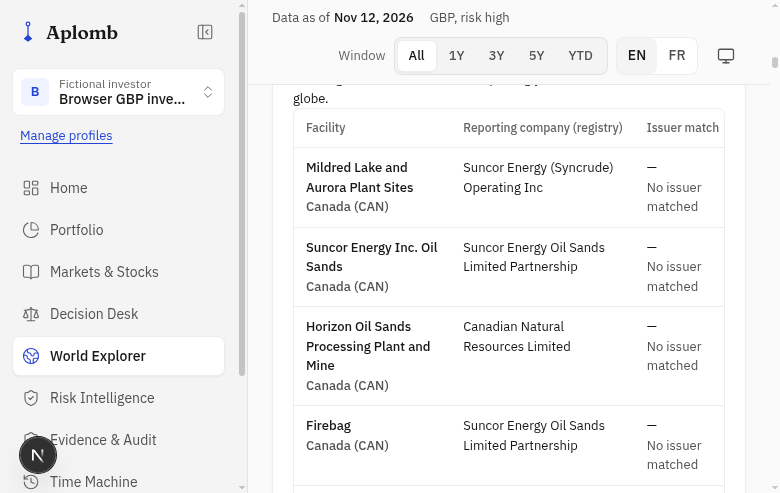 Aplomb
Fictional investor
B
Browser GBP inve...
Manage profiles
Home
Portfolio
Markets & Stocks
Decision Desk
World Explorer
Risk Intelligence
Evidence & Audit
N
Time Machine
Data as of Nov 12, 2026 GBP, risk high
Window All 1Y 3Y 5Y YTD EN FR
globe.
Facility Reporting company (registry) Issuer match
Mildred Lake and Suncor Energy (Syncrude) —
Aurora Plant Sites Operating Inc No issuer
Canada (CAN) matched
Suncor Energy Inc. Oil Suncor Energy Oil Sands —
Sands Limited Partnership No issuer
Canada (CAN) matched
Horizon Oil Sands Canadian Natural —
Processing Plant and Resources Limited No issuer
Mine matched
Canada (CAN)
Firebag Suncor Energy Oil Sands —
Canada (CAN) Limited Partnership No issuer
matched